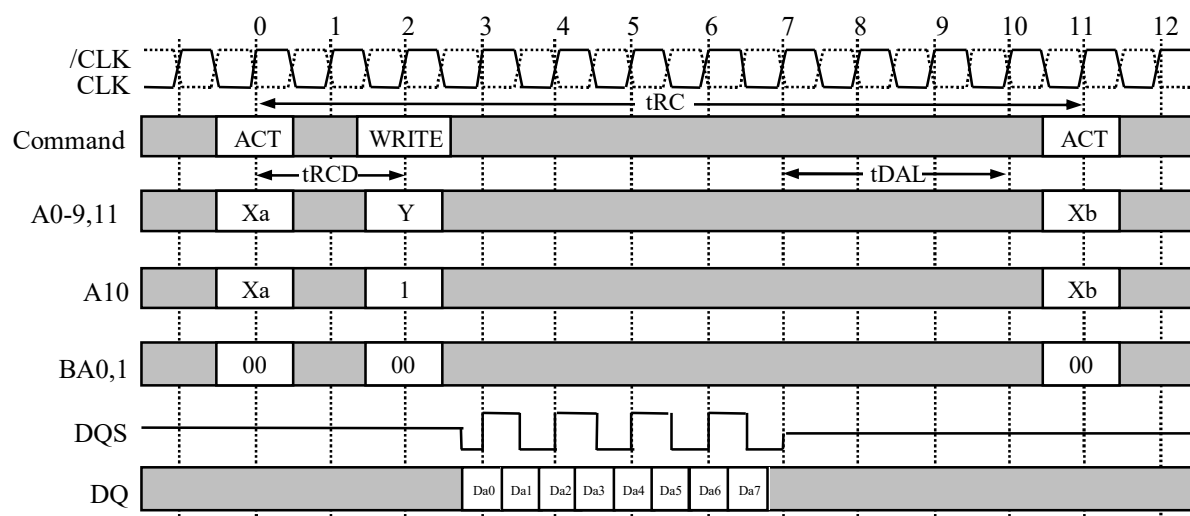 0 1 2 3 4 5 6 7 8 9 10 11 12
/CLK
CLK
tRC
Command ACT WRITE ACT
tRCD tDAL
A0-9,11 Xa Y Xb
A10 Xa 1 Xb
BA0,1 00 00 00
DQS
DQ Da0 Da1 Da2 Da3 Da4 Da5 Da6 Da7